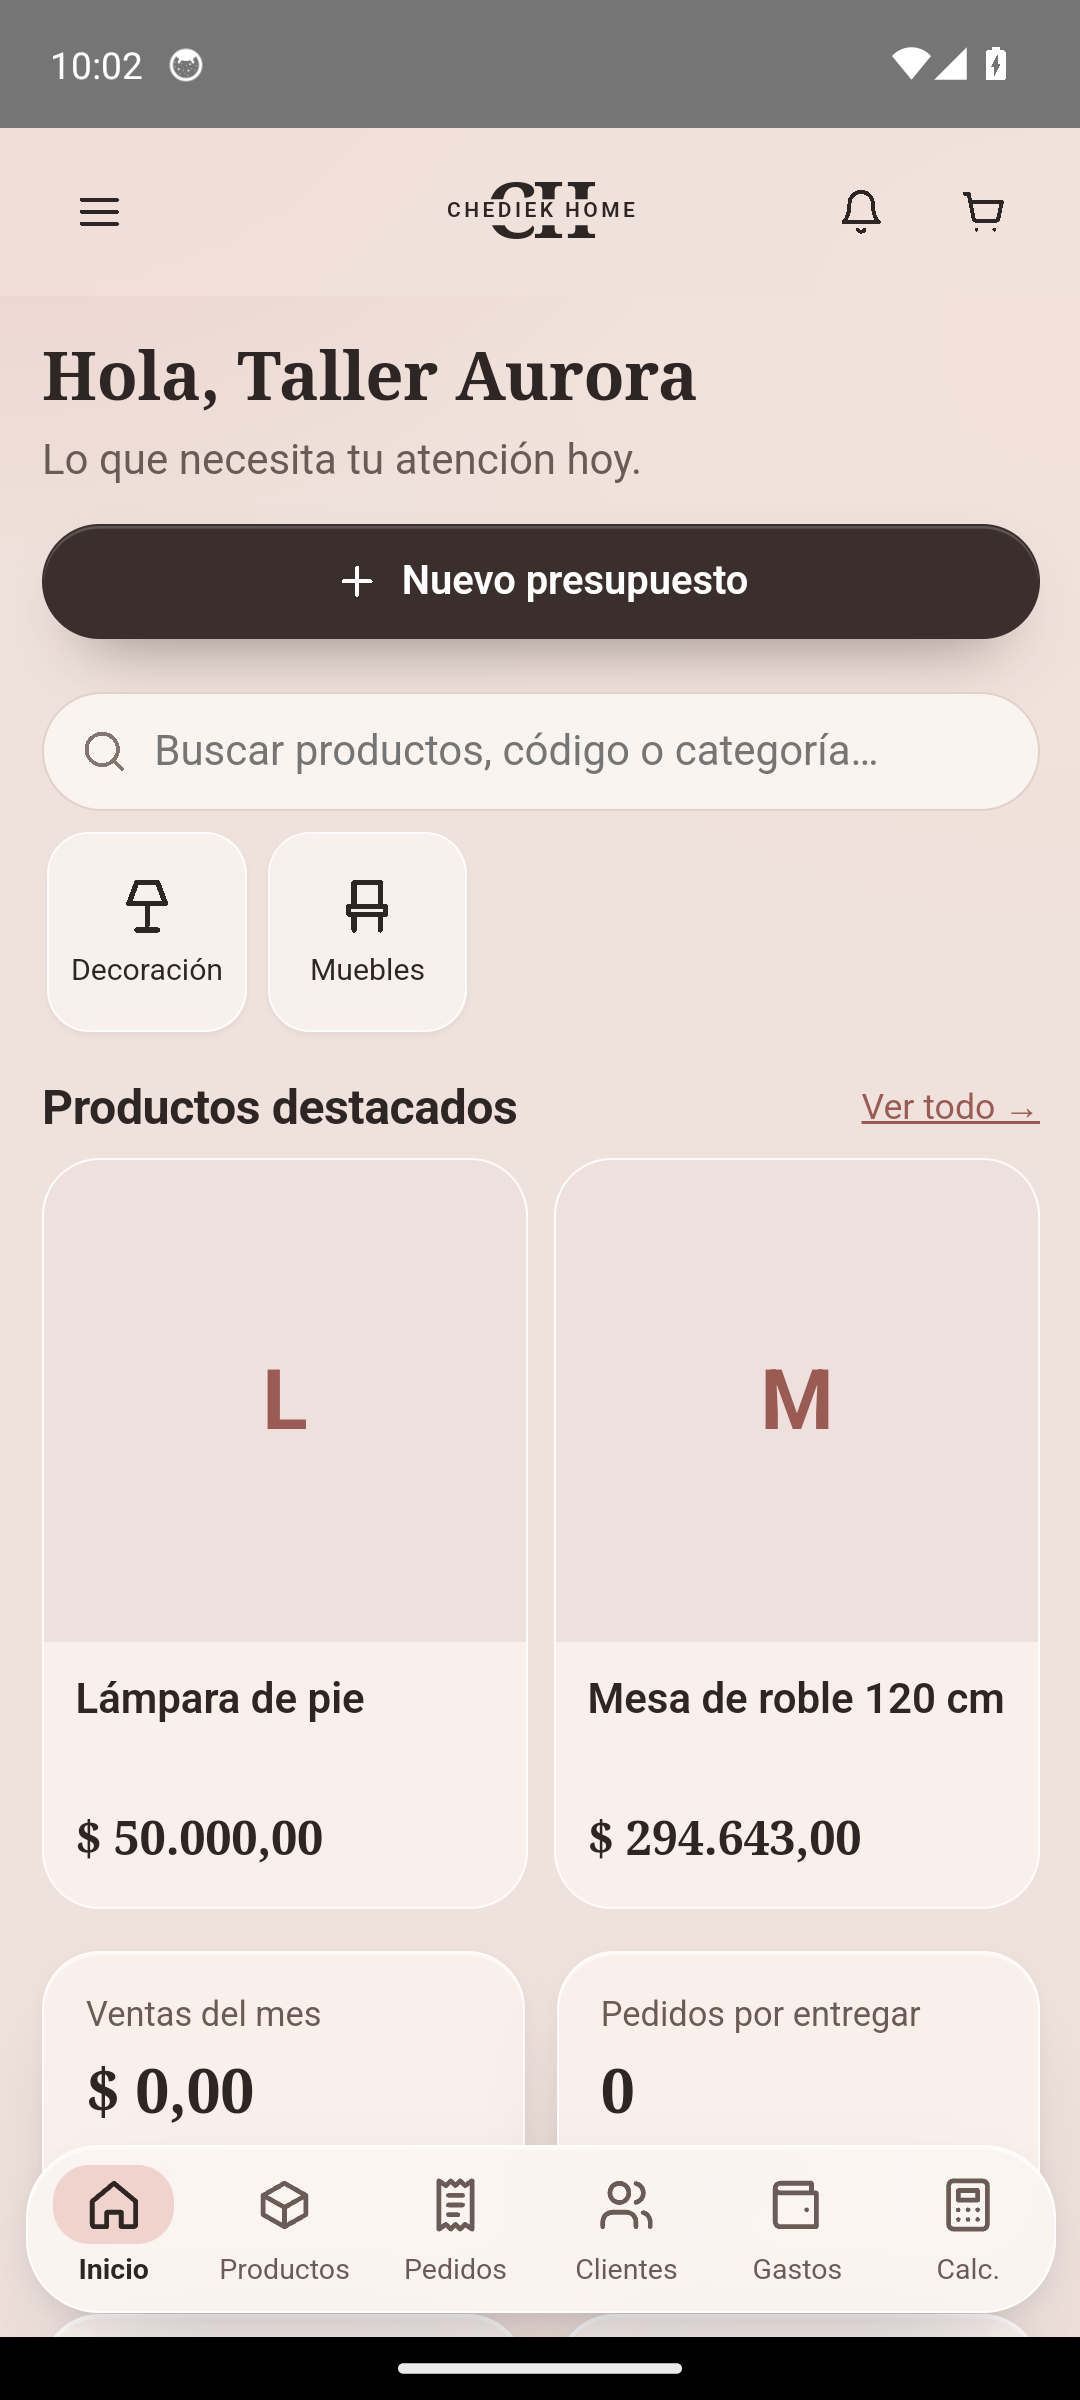 10:02
CH
CHEDIEK HOME
Hola, Taller Aurora
Lo que necesita tu atención hoy.
+ Nuevo presupuesto
Buscar productos, código o categoría...
Decoración
Muebles
Productos destacados
Ver todo →
L
M
Lámpara de pie
Mesa de roble 120 cm
$ 50.000,00
$ 294.643,00
Ventas del mes
Pedidos por entregar
$ 0,00
0
Inicio
Productos
Pedidos
Clientes
Gastos
Calc.